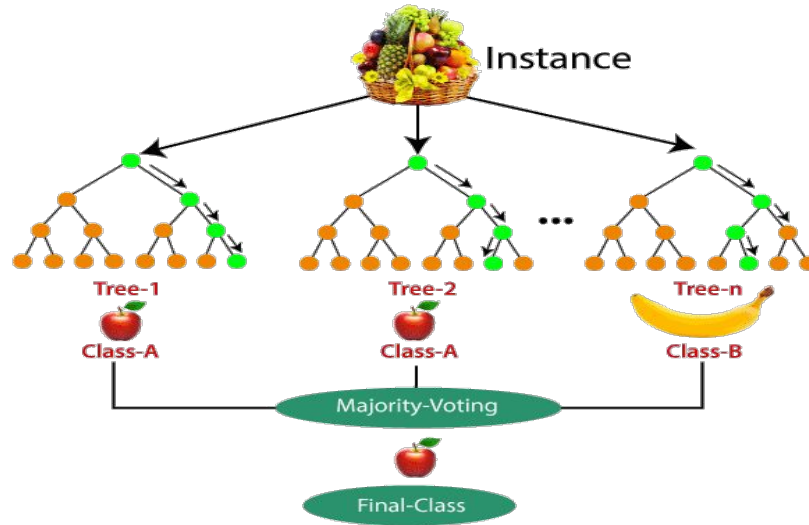 Instance
Tree-1
Tree-2
Tree-n
Class-A
Class-A
Class-B
Majority-Voting
Final-Class